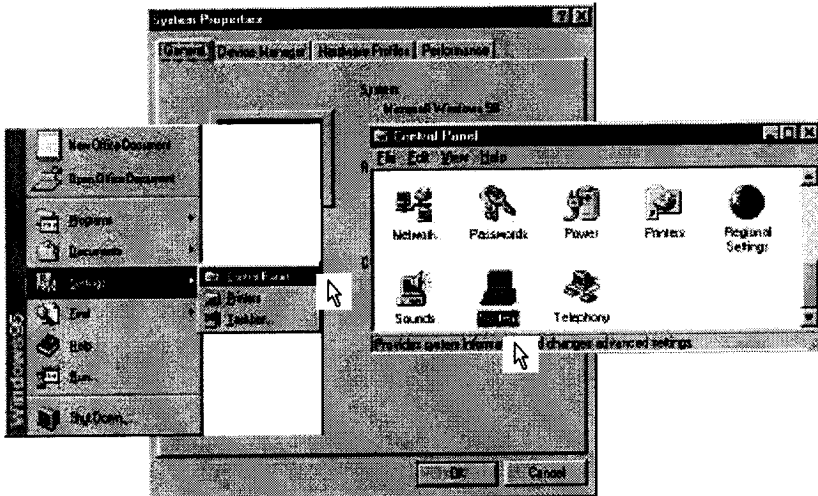 System Properties
General Device Manager Hardware Profiles Performance
System:
Microsoft Windows 95
Windows95
New Office Document
Open Office Document
Programs
Documents
Settings
Find
Help
Run...
Shut Down...
Control Panel
Printers
Taskbar...
Control Panel
File Edit View Help
Network
Passwords
Power
Printers
Regional
Settings
Sounds
System
Telephony
Provides system informa d changes advanced settings.
OK
Cancel